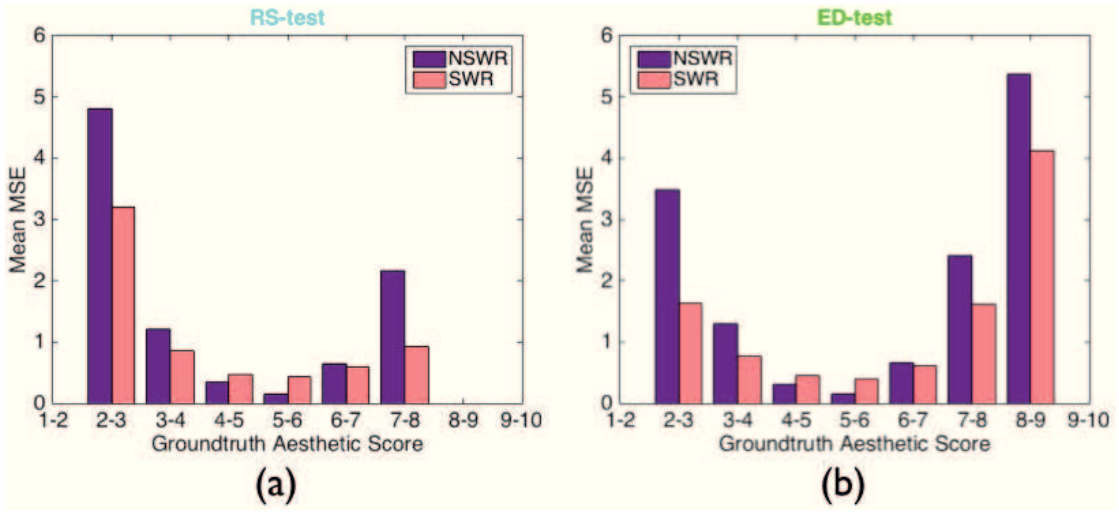 RS-test
6
5
4
3
2
1
0
Mean MSE
NSWR
SWR
1-2 2-3 3-4 4-5 5-6 6-7 7-8 8-9 9-10
Groundtruth Aesthetic Score
(a)
ED-test
6
5
4
3
2
1
0
Mean MSE
NSWR
SWR
1-2 2-3 3-4 4-5 5-6 6-7 7-8 8-9 9-10
Groundtruth Aesthetic Score
(b)